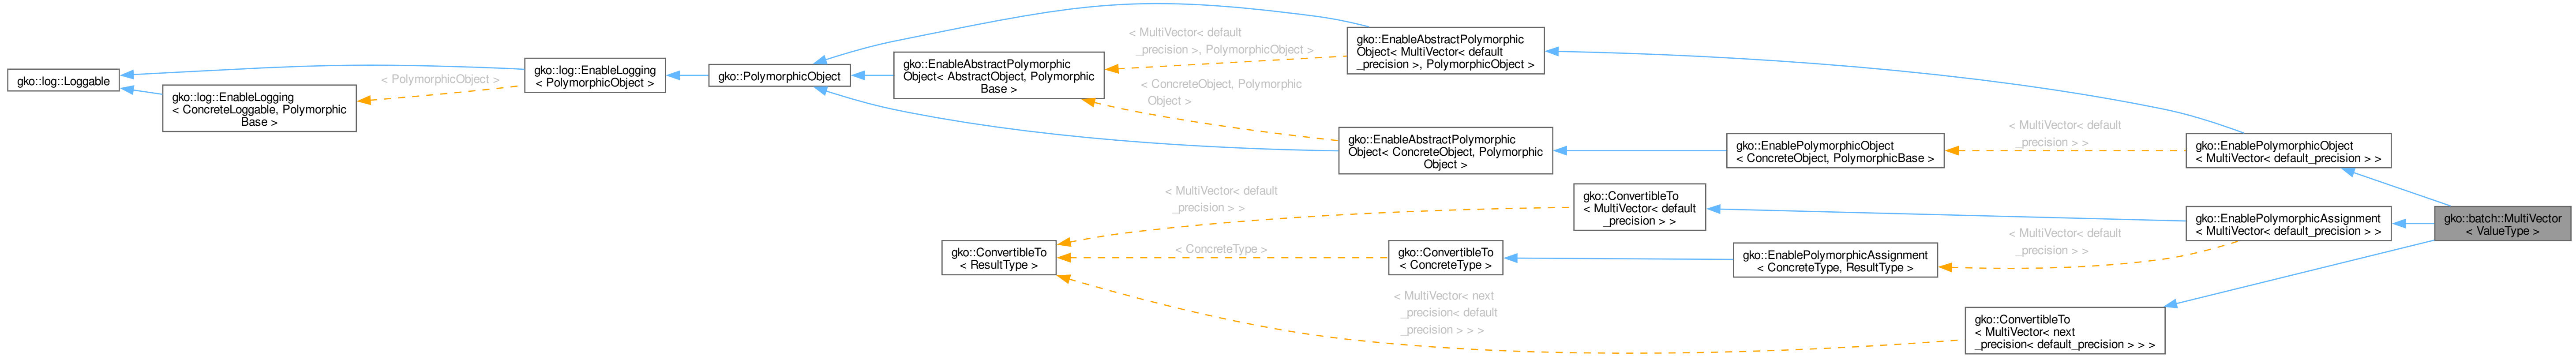 gko::log::Loggable
gko::log::EnableLogging
< ConcreteLoggable, Polymorphic
Base >
< PolymorphicObject >
gko::log::EnableLogging
< PolymorphicObject >
gko::PolymorphicObject
gko::EnableAbstractPolymorphic
Object< AbstractObject, Polymorphic
Base >
< MultiVector< default
_precision >, PolymorphicObject >
< ConcreteObject, Polymorphic
Object >
gko::EnableAbstractPolymorphic
Object< MultiVector< default
_precision >, PolymorphicObject >
gko::EnableAbstractPolymorphic
Object< ConcreteObject, Polymorphic
Object >
gko::EnablePolymorphicObject
< ConcreteObject, PolymorphicBase >
< MultiVector< default
_precision > >
gko::EnablePolymorphicObject
< MultiVector< default_precision > >
gko::ConvertibleTo
< ResultType >
< MultiVector< default
_precision > >
< ConcreteType >
< MultiVector< next
_precision< default
_precision > > >
gko::ConvertibleTo
< MultiVector< default
_precision > >
gko::ConvertibleTo
< ConcreteType >
gko::EnablePolymorphicAssignment
< ConcreteType, ResultType >
< MultiVector< default
_precision > >
gko::EnablePolymorphicAssignment
< MultiVector< default_precision > >
gko::ConvertibleTo
< MultiVector< next
_precision< default_precision > > >
gko::batch::MultiVector
< ValueType >